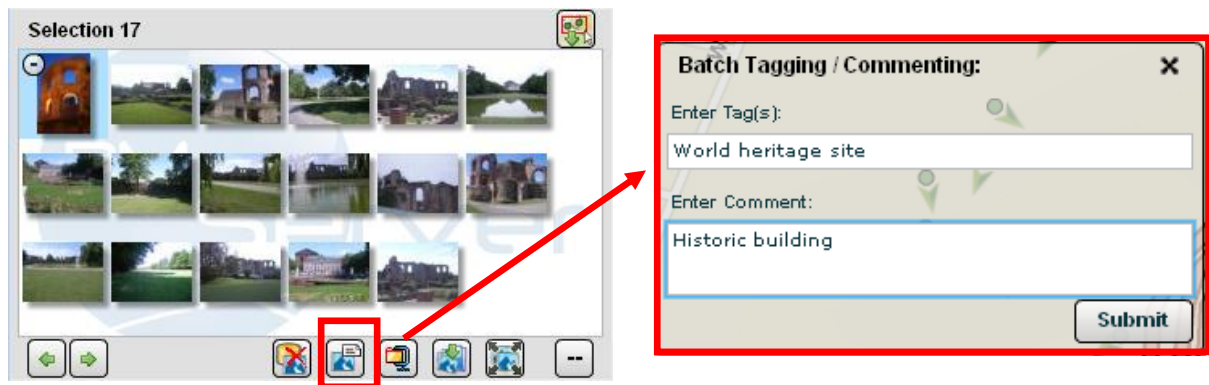 Selection 17
Batch Tagging / Commenting:
Enter Tag(s):
World heritage site
Enter Comment:
Historic building
Submit
--